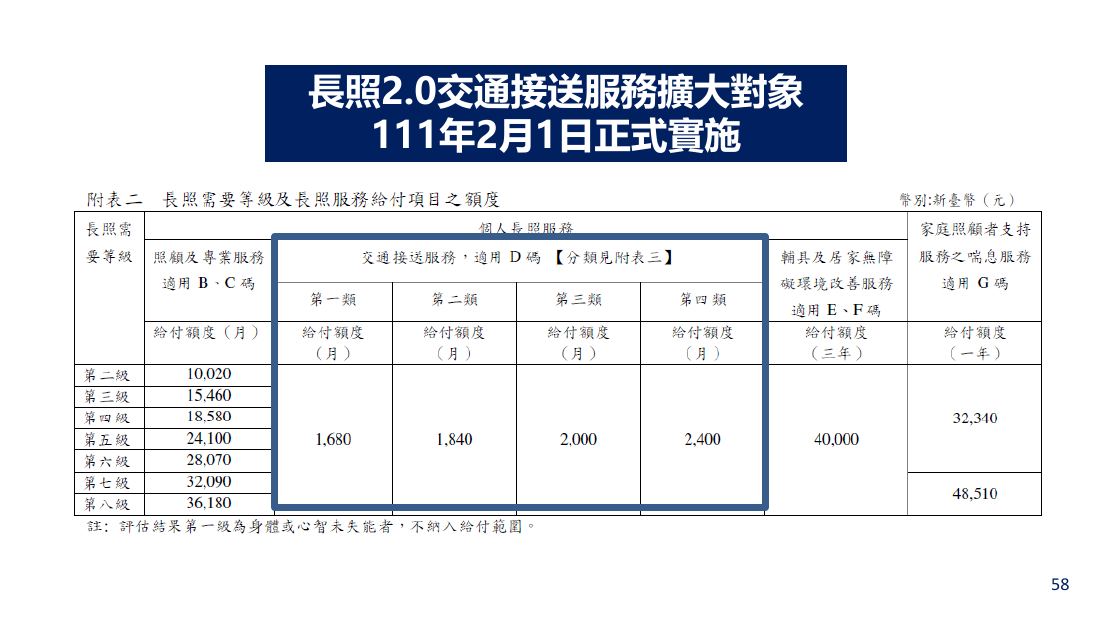 長照2.0交通接送服務擴大對象
111年2月1日正式實施
附表二　長照需要等級及長照服務給付項目之額度
幣別:新臺幣（元）
長照需
要等級
個人長照服務
家庭照顧者支持
服務之喘息服務
適用 G 碼
照顧及專業服務
適用 B、C 碼
交通接送服務，適用 D 碼 【分類見附表三】
輔具及居家無障
礙環境改善服務
適用 E、F 碼
第一類
第二類
第三類
第四類
給付額度（月）
給付額度
（月）
給付額度
（月）
給付額度
（月）
給付額度
（月）
給付額度
（三年）
給付額度
（一年）
第二級 10,020
第三級 15,460
第四級 18,580
第五級 24,100
第六級 28,070
第七級 32,090
第八級 36,180
1,680
1,840
2,000
2,400
40,000
32,340
48,510
註: 評估結果第一級為身體或心智未失能者，不納入給付範圍。
58